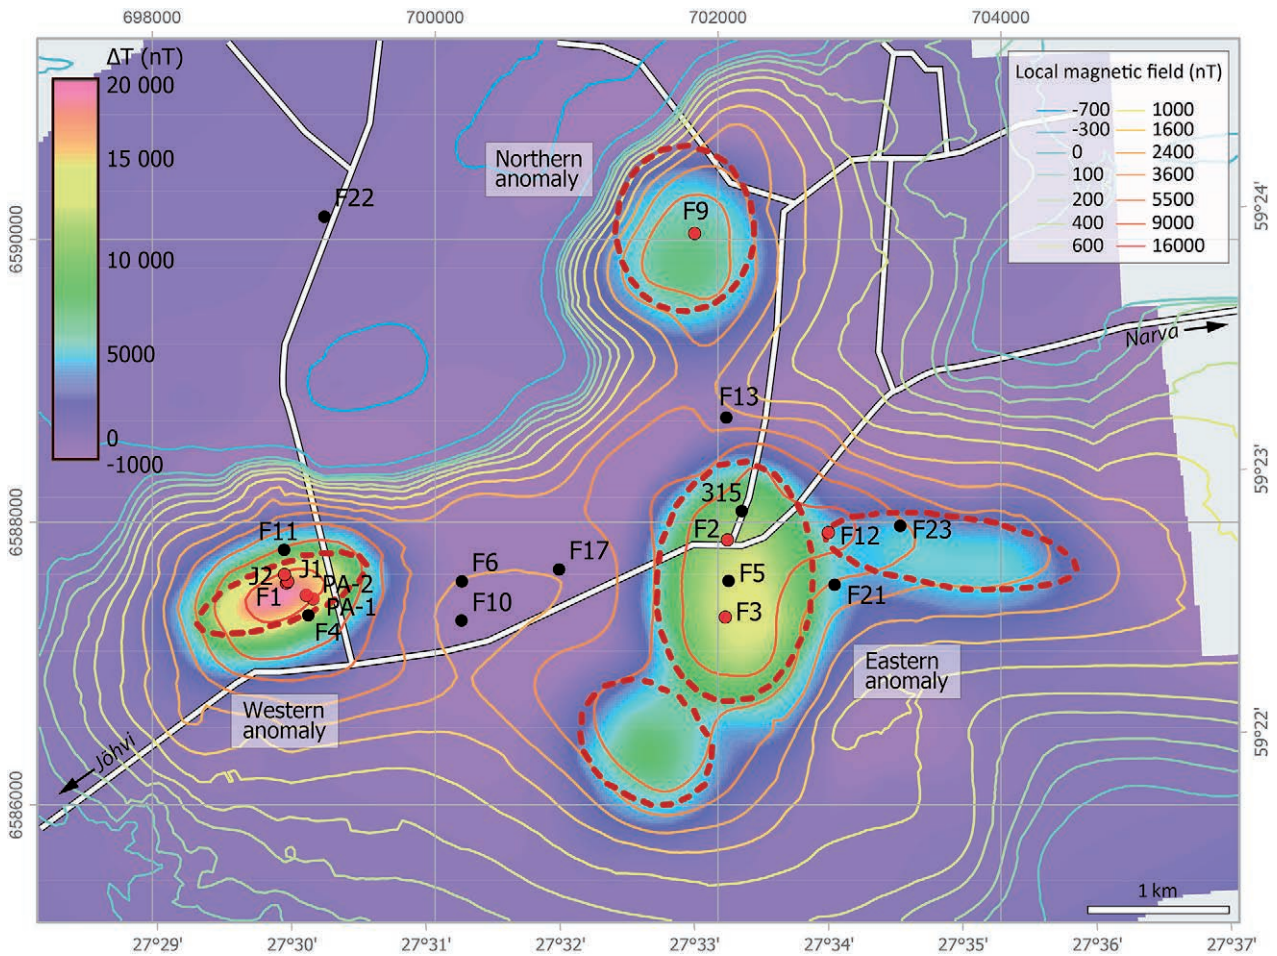 698000
700000
702000
704000
ΔT (nT)
20 000
15 000
10 000
5000
0
-1000
Local magnetic field (nT)
-700 1000
-300 1600
0 2400
100 3600
200 5500
400 9000
600 16000
Northern
anomaly
F22
F9
6590000
59°24'
Narva
F13
59°23'
6588000
315
F11
F2
F12
F23
J2
J1
F6
F17
F5
F21
F1
PA-2
F10
PA-1
F3
F4
Eastern
anomaly
Western
anomaly
59°22'
Jõhvi
6586000
1 km
27°29'
27°30'
27°31'
27°32'
27°33'
27°34'
27°35'
27°36'
27°37'